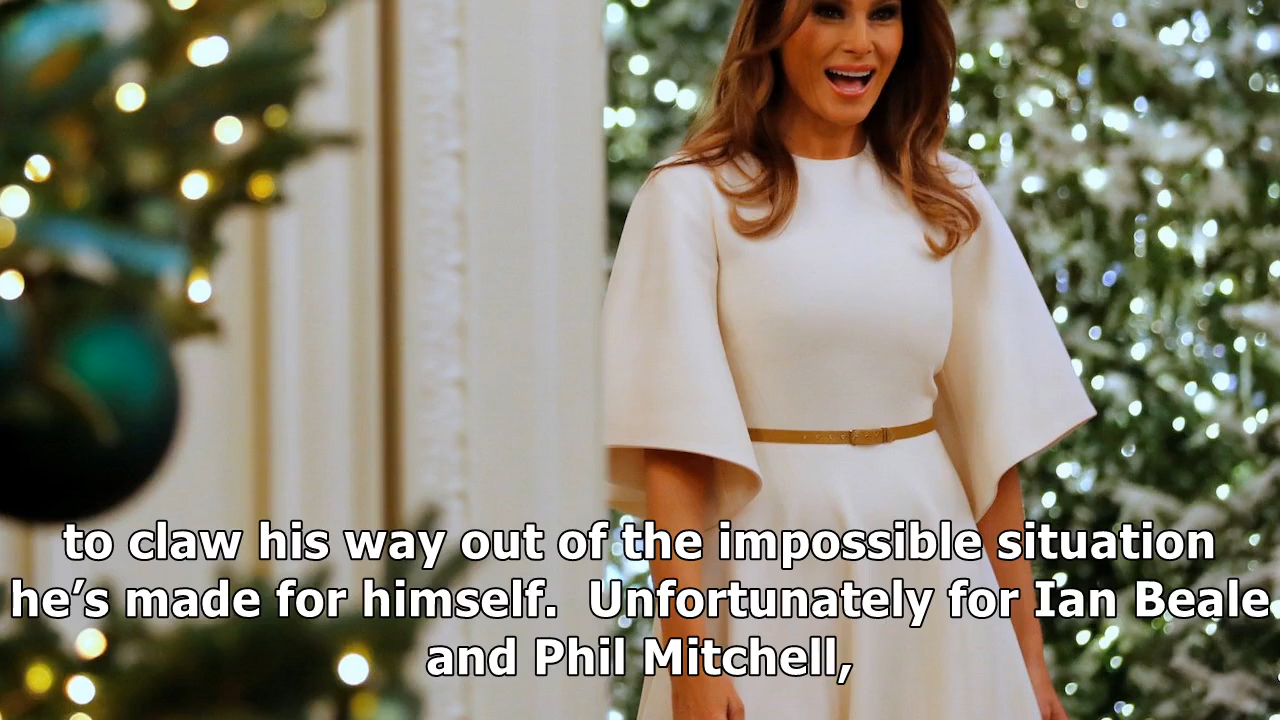 to claw his way out of the impossible situation
he’s made for himself.  Unfortunately for Ian Beale
and Phil Mitchell,